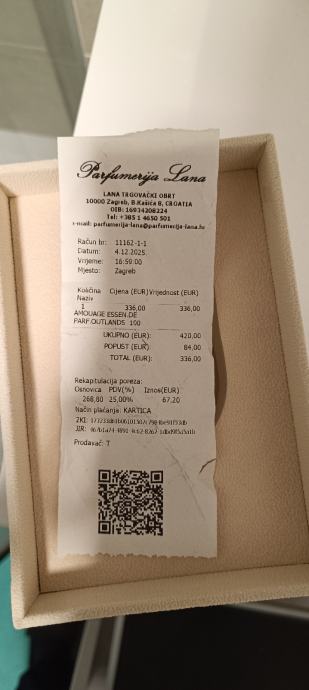 Parfumerija Lana
LANA TRGOVAČKI OBRT
10000 Zagreb, B.Kašića 8, CROATIA
OIB: 16934208224
Tel: +385 1 4650 501
e-mail: parfumerija-lana@parfumerija-lana.hr
Račun br: 11162-1-1
Datum: 4.12.2025.
Vrijeme: 16:59:00
Mjesto: Zagreb
Količina Cijena (EUR) Vrijednost (EUR)
Naziv
1 336,00 336,00
AMOUAGE ESSEN.DE
PARF.OUTLANDS 100
UKUPNO (EUR): 420,00
POPUST (EUR): 84,00
TOTAL (EUR): 336,00
Rekapitulacija poreza:
Osnovica PDV(%) Iznos(EUR)
268,80 25,00% 67,20
Način plaćanja: KARTICA
ZKI:
JIR:
Prodavač: T